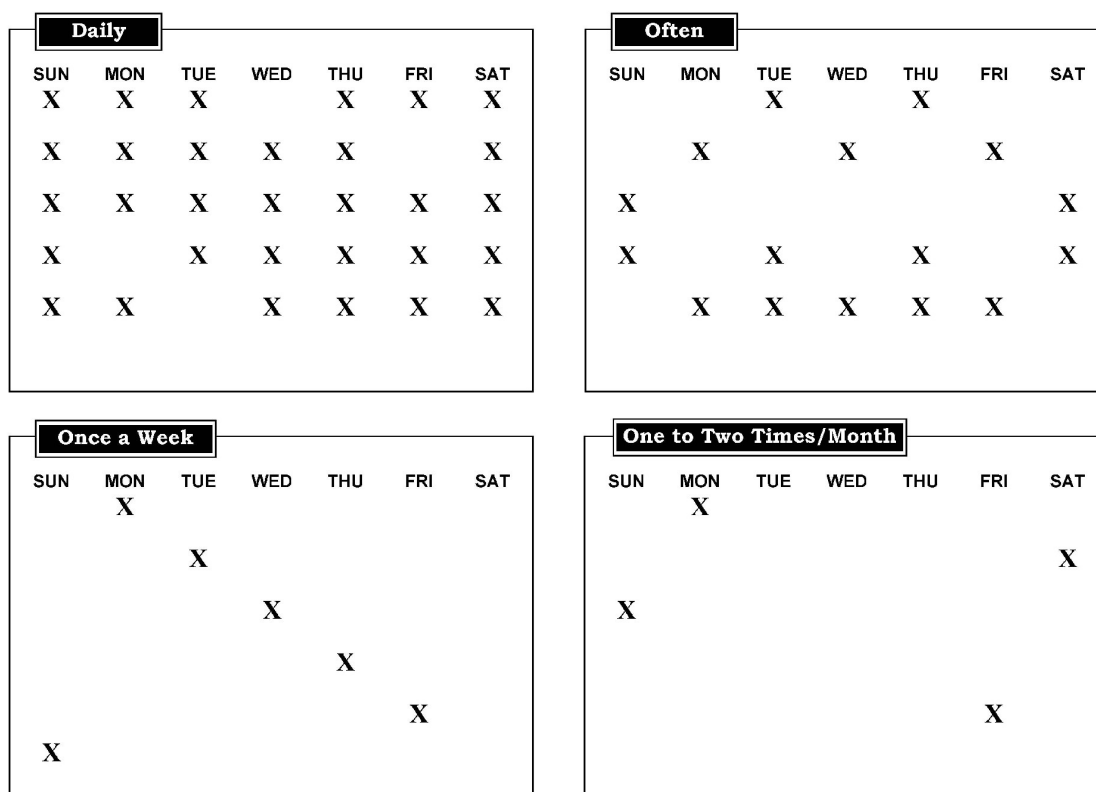 Daily
SUN MON TUE WED THU FRI SAT
X X X X X X
X X X X X X
X X X X X X X
X X X X X X
X X X X X X
Often
SUN MON TUE WED THU FRI SAT
X X
X X X
X X
X X X X
X X X X X
Once a Week
SUN MON TUE WED THU FRI SAT
X
X
X
X
X
X
One to Two Times/Month
SUN MON TUE WED THU FRI SAT
X
X
X
X